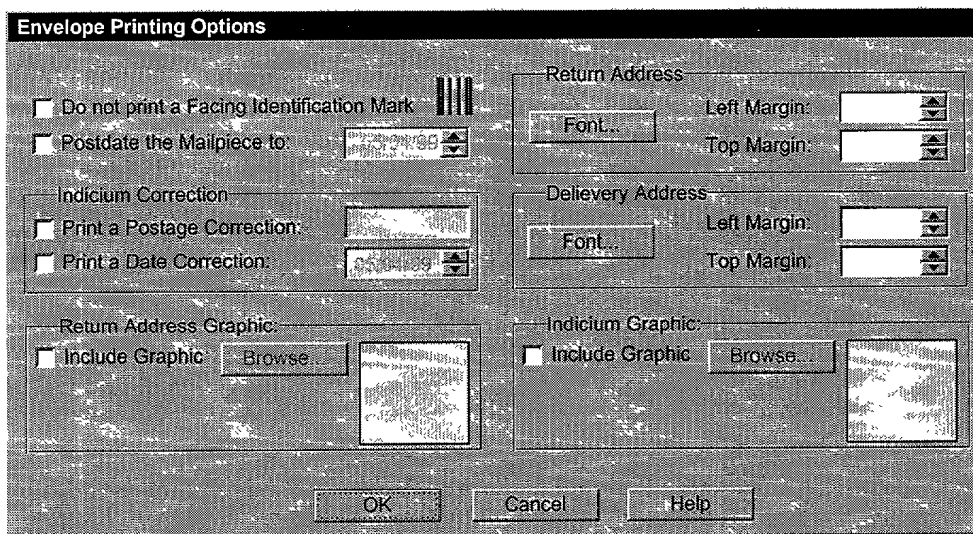 Envelope Printing Options
Do not print a Facing Identification Mark
Postdate the Mailpiece to:
Indicium Correction
Print a Postage Correction:
Print a Date Correction:
Return Address Graphic:
Include Graphic Browse...
Return Address
Font...
Left Margin:
Top Margin:
Delievery Address
Font...
Left Margin:
Top Margin:
Indicium Graphic:
Include Graphic Browse...
OK Cancel Help